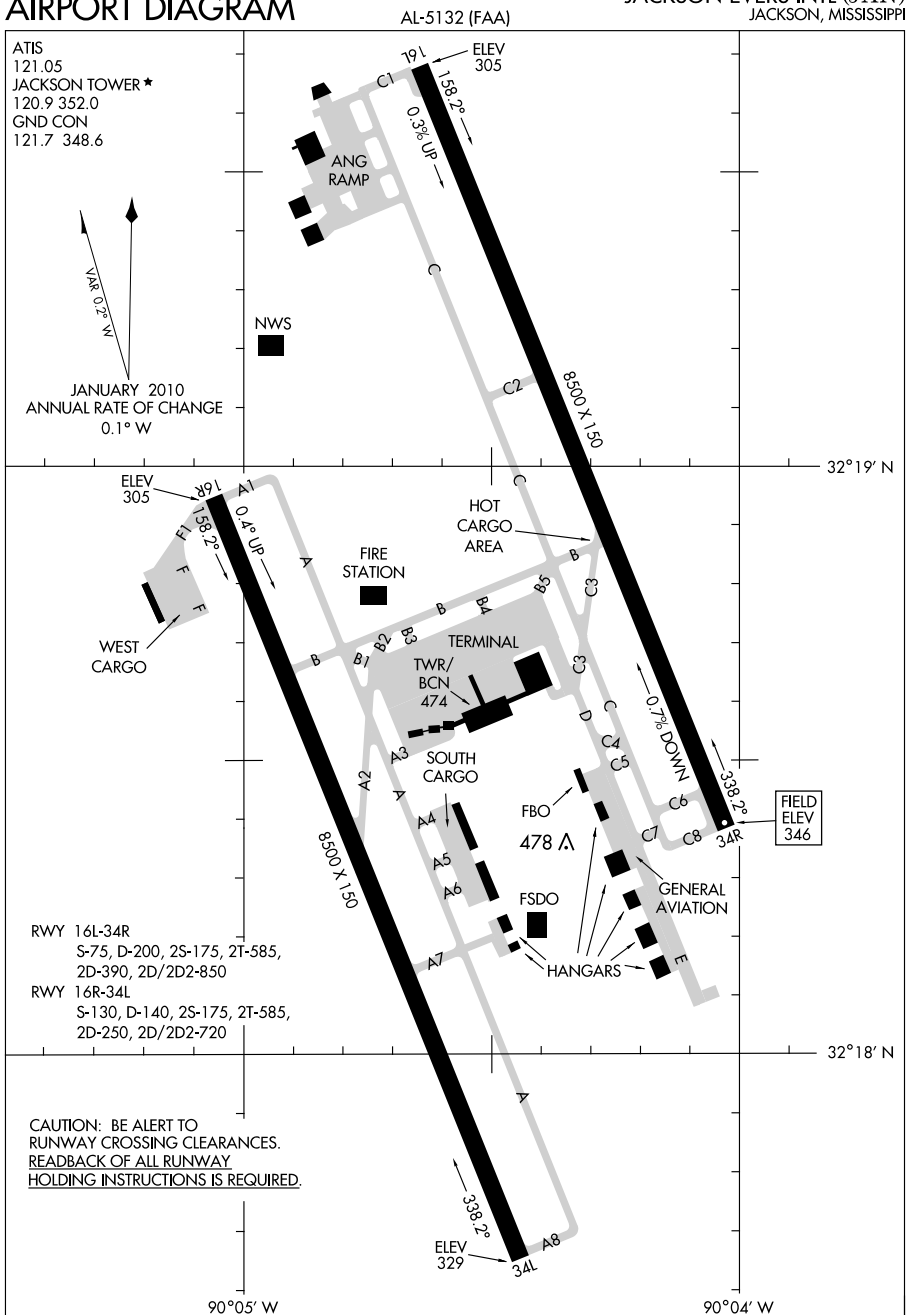 AIRPORT DIAGRAM
AL-5132 (FAA)
JACKSON, MISSISSIPPI
ATIS
121.05
JACKSON TOWER★
120.9 352.0
GND CON
121.7 348.6
VAR 0.2° W
JANUARY 2010
ANNUAL RATE OF CHANGE
0.1° W
16L
ELEV
305
158.2°
0.3% UP
C1
ANG
RAMP
C
NWS
C2
8500 X 150
32°19' N
ELEV
305
16R
A1
158.2°
0.4° UP
F1
F
F
A
C
HOT
CARGO
AREA
FIRE
STATION
WEST
CARGO
B
B5
C3
B
B4
B3
B2
B1
B
TERMINAL
TWR/
BCN
474
C3
D
C
0.7% DOWN
338.2°
C4
C5
A3
A2
A
SOUTH
CARGO
A4
A5
A6
FBO
478
C6
C7
C8
34R
FIELD
ELEV
346
GENERAL
AVIATION
FSDO
8500 X 150
RWY 16L-34R
S-75, D-200, 2S-175, 2T-585,
2D-390, 2D/2D2-850
RWY 16R-34L
S-130, D-140, 2S-175, 2T-585,
2D-250, 2D/2D2-720
A7
HANGARS
E
32°18' N
A
CAUTION: BE ALERT TO
RUNWAY CROSSING CLEARANCES.
READBACK OF ALL RUNWAY
HOLDING INSTRUCTIONS IS REQUIRED.
338.2°
ELEV
329
34L
A8
90°05' W
90°04' W